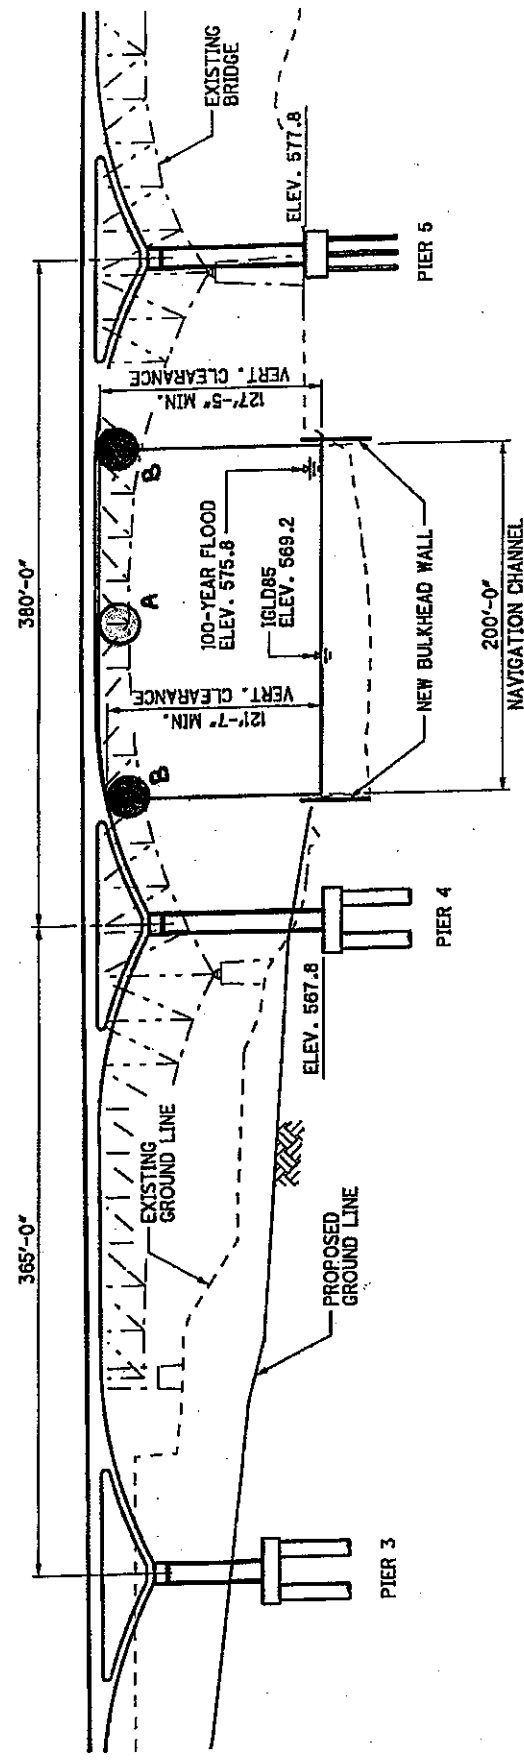 365'-0"
380'-0"
EXISTING
BRIDGE
B
A
B
121'-7" MIN.
VERT. CLEARANCE
127'-5" MIN.
VERT. CLEARANCE
100-YEAR FLOOD
ELEV. 575.8
IGLD85
ELEV. 569.2
ELEV. 577.8
EXISTING
GROUND LINE
ELEV. 567.8
PROPOSED
GROUND LINE
NEW BULKHEAD WALL
200'-0"
NAVIGATION CHANNEL
PIER 3
PIER 4
PIER 5